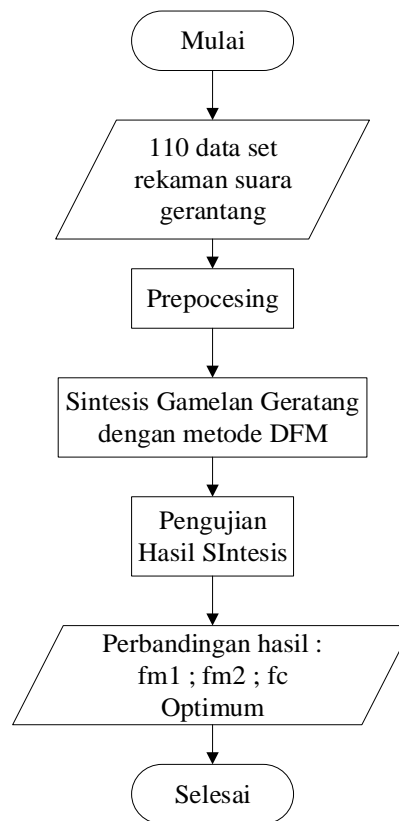 Mulai
110 data set
rekaman suara
gerantang
Prepocesing
Sintesis Gamelan Geratang
dengan metode DFM
Pengujian
Hasil SIntesis
Perbandingan hasil :
fm1 ; fm2 ; fc
Optimum
Selesai